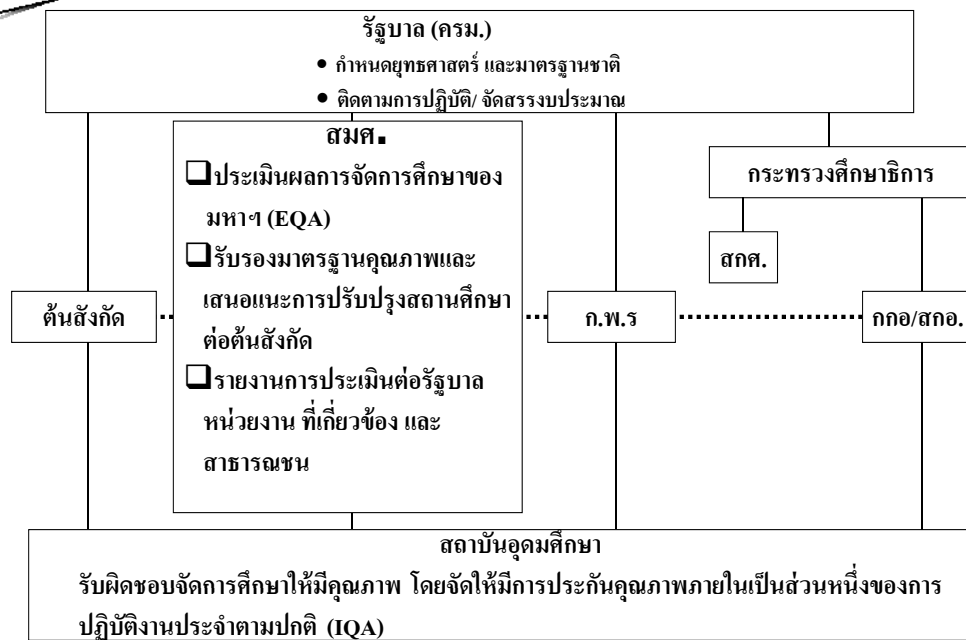 รัฐบาล (ครม.)
• กำหนดยุทธศาสตร์ และมาตรฐานชาติ
• ติดตามการปฏิบัติ/ จัดสรรงบประมาณ
สมศ.
❑ประเมินผลการจัดการศึกษาของ
มหาฯ (EQA)
❑รับรองมาตรฐานคุณภาพและ
เสนอแนะการปรับปรุงสถานศึกษา
ต่อต้นสังกัด
❑รายงานการประเมินต่อรัฐบาล
หน่วยงาน ที่เกี่ยวข้อง และ
สาธารณชน
กระทรวงศึกษาธิการ
สกศ.
ต้นสังกัด
ก.พ.ร
กกอ/สกอ.
สถาบันอุดมศึกษา
รับผิดชอบจัดการศึกษาให้มีคุณภาพ โดยจัดให้มีการประกันคุณภาพภายในเป็นส่วนหนึ่งของการ
ปฏิบัติงานประจำตามปกติ (IQA)